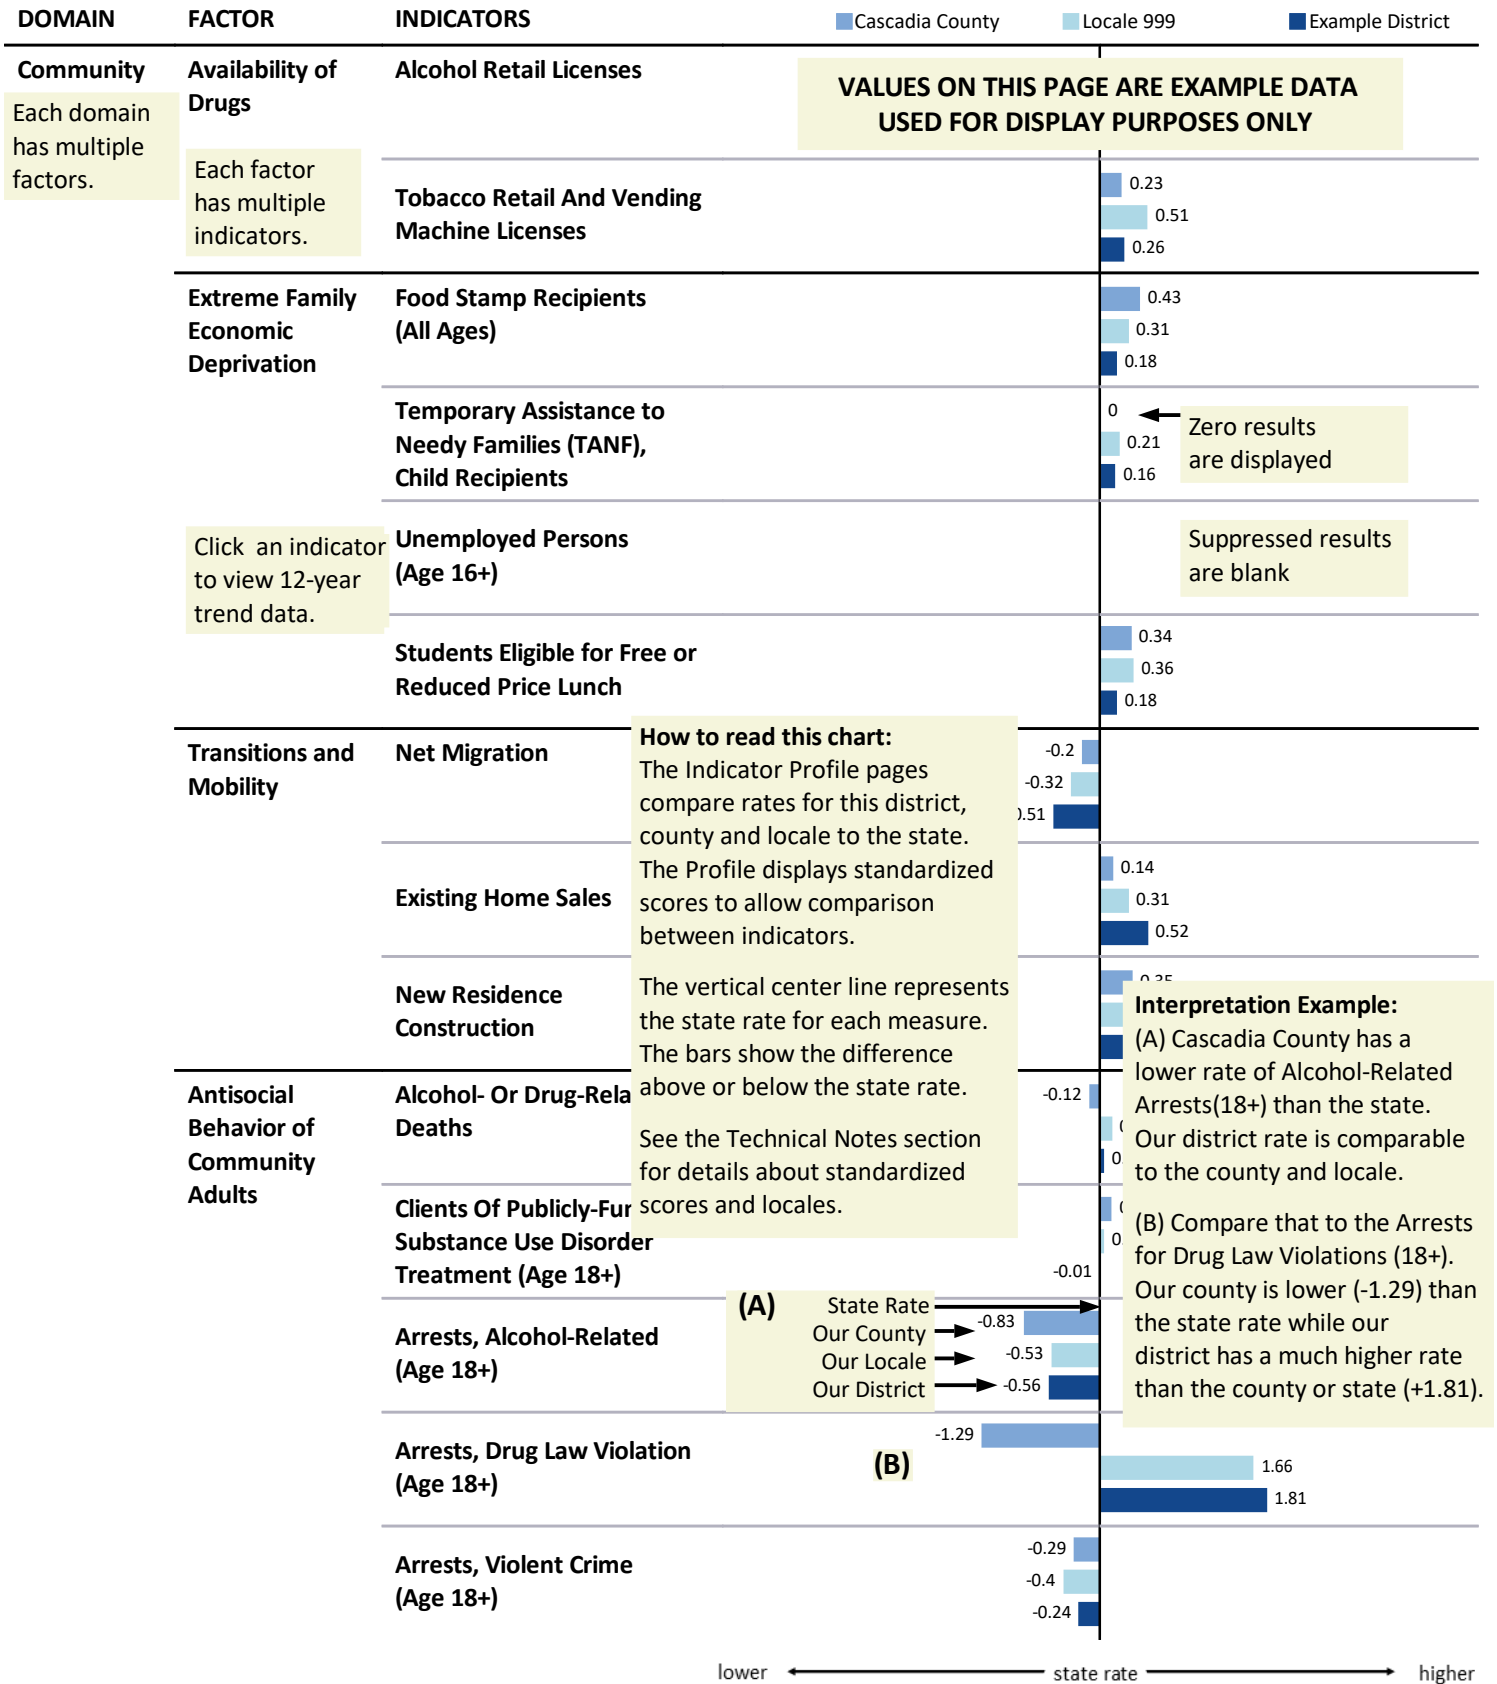 DOMAIN FACTOR INDICATORS Cascadia County Locale 999 Example District
Community
Each domain
has multiple
factors.
Availability of
Drugs
Each factor
has multiple
indicators.
Alcohol Retail Licenses
VALUES ON THIS PAGE ARE EXAMPLE DATA
USED FOR DISPLAY PURPOSES ONLY
Tobacco Retail And Vending
Machine Licenses
0.23
0.51
0.26
Extreme Family
Economic
Deprivation
Food Stamp Recipients
(All Ages)
0.43
0.31
0.18
Temporary Assistance to
Needy Families (TANF),
Child Recipients
0
0.21
0.16
Zero results
are displayed
Click an indicator
to view 12-year
trend data.
Unemployed Persons
(Age 16+)
Suppressed results
are blank
Students Eligible for Free or
Reduced Price Lunch
0.34
0.36
0.18
Transitions and
Mobility
Net Migration
-0.2
-0.32
.51
How to read this chart:
The Indicator Profile pages
compare rates for this district,
county and locale to the state.
The Profile displays standardized
scores to allow comparison
between indicators.
The vertical center line represents
the state rate for each measure.
The bars show the difference
above or below the state rate.
See the Technical Notes section
for details about standardized
scores and locales.
Existing Home Sales
0.14
0.31
0.52
New Residence
Construction
0.35
Interpretation Example:
(A) Cascadia County has a
lower rate of Alcohol-Related
Arrests(18+) than the state.
Our district rate is comparable
to the county and locale.
(B) Compare that to the Arrests
for Drug Law Violations (18+).
Our county is lower (-1.29) than
the state rate while our
district has a much higher rate
than the county or state (+1.81).
Antisocial
Behavior of
Community
Adults
Alcohol- Or Drug-Rela
Deaths
-0.12
0.
Clients Of Publicly-Fun
Substance Use Disorder
Treatment (Age 18+)
0.
-0.01
Arrests, Alcohol-Related
(Age 18+)
(A)
State Rate
Our County
Our Locale
Our District
-0.83
-0.53
-0.56
Arrests, Drug Law Violation
(Age 18+)
(B)
-1.29
1.66
1.81
Arrests, Violent Crime
(Age 18+)
-0.29
-0.4
-0.24
lower state rate higher